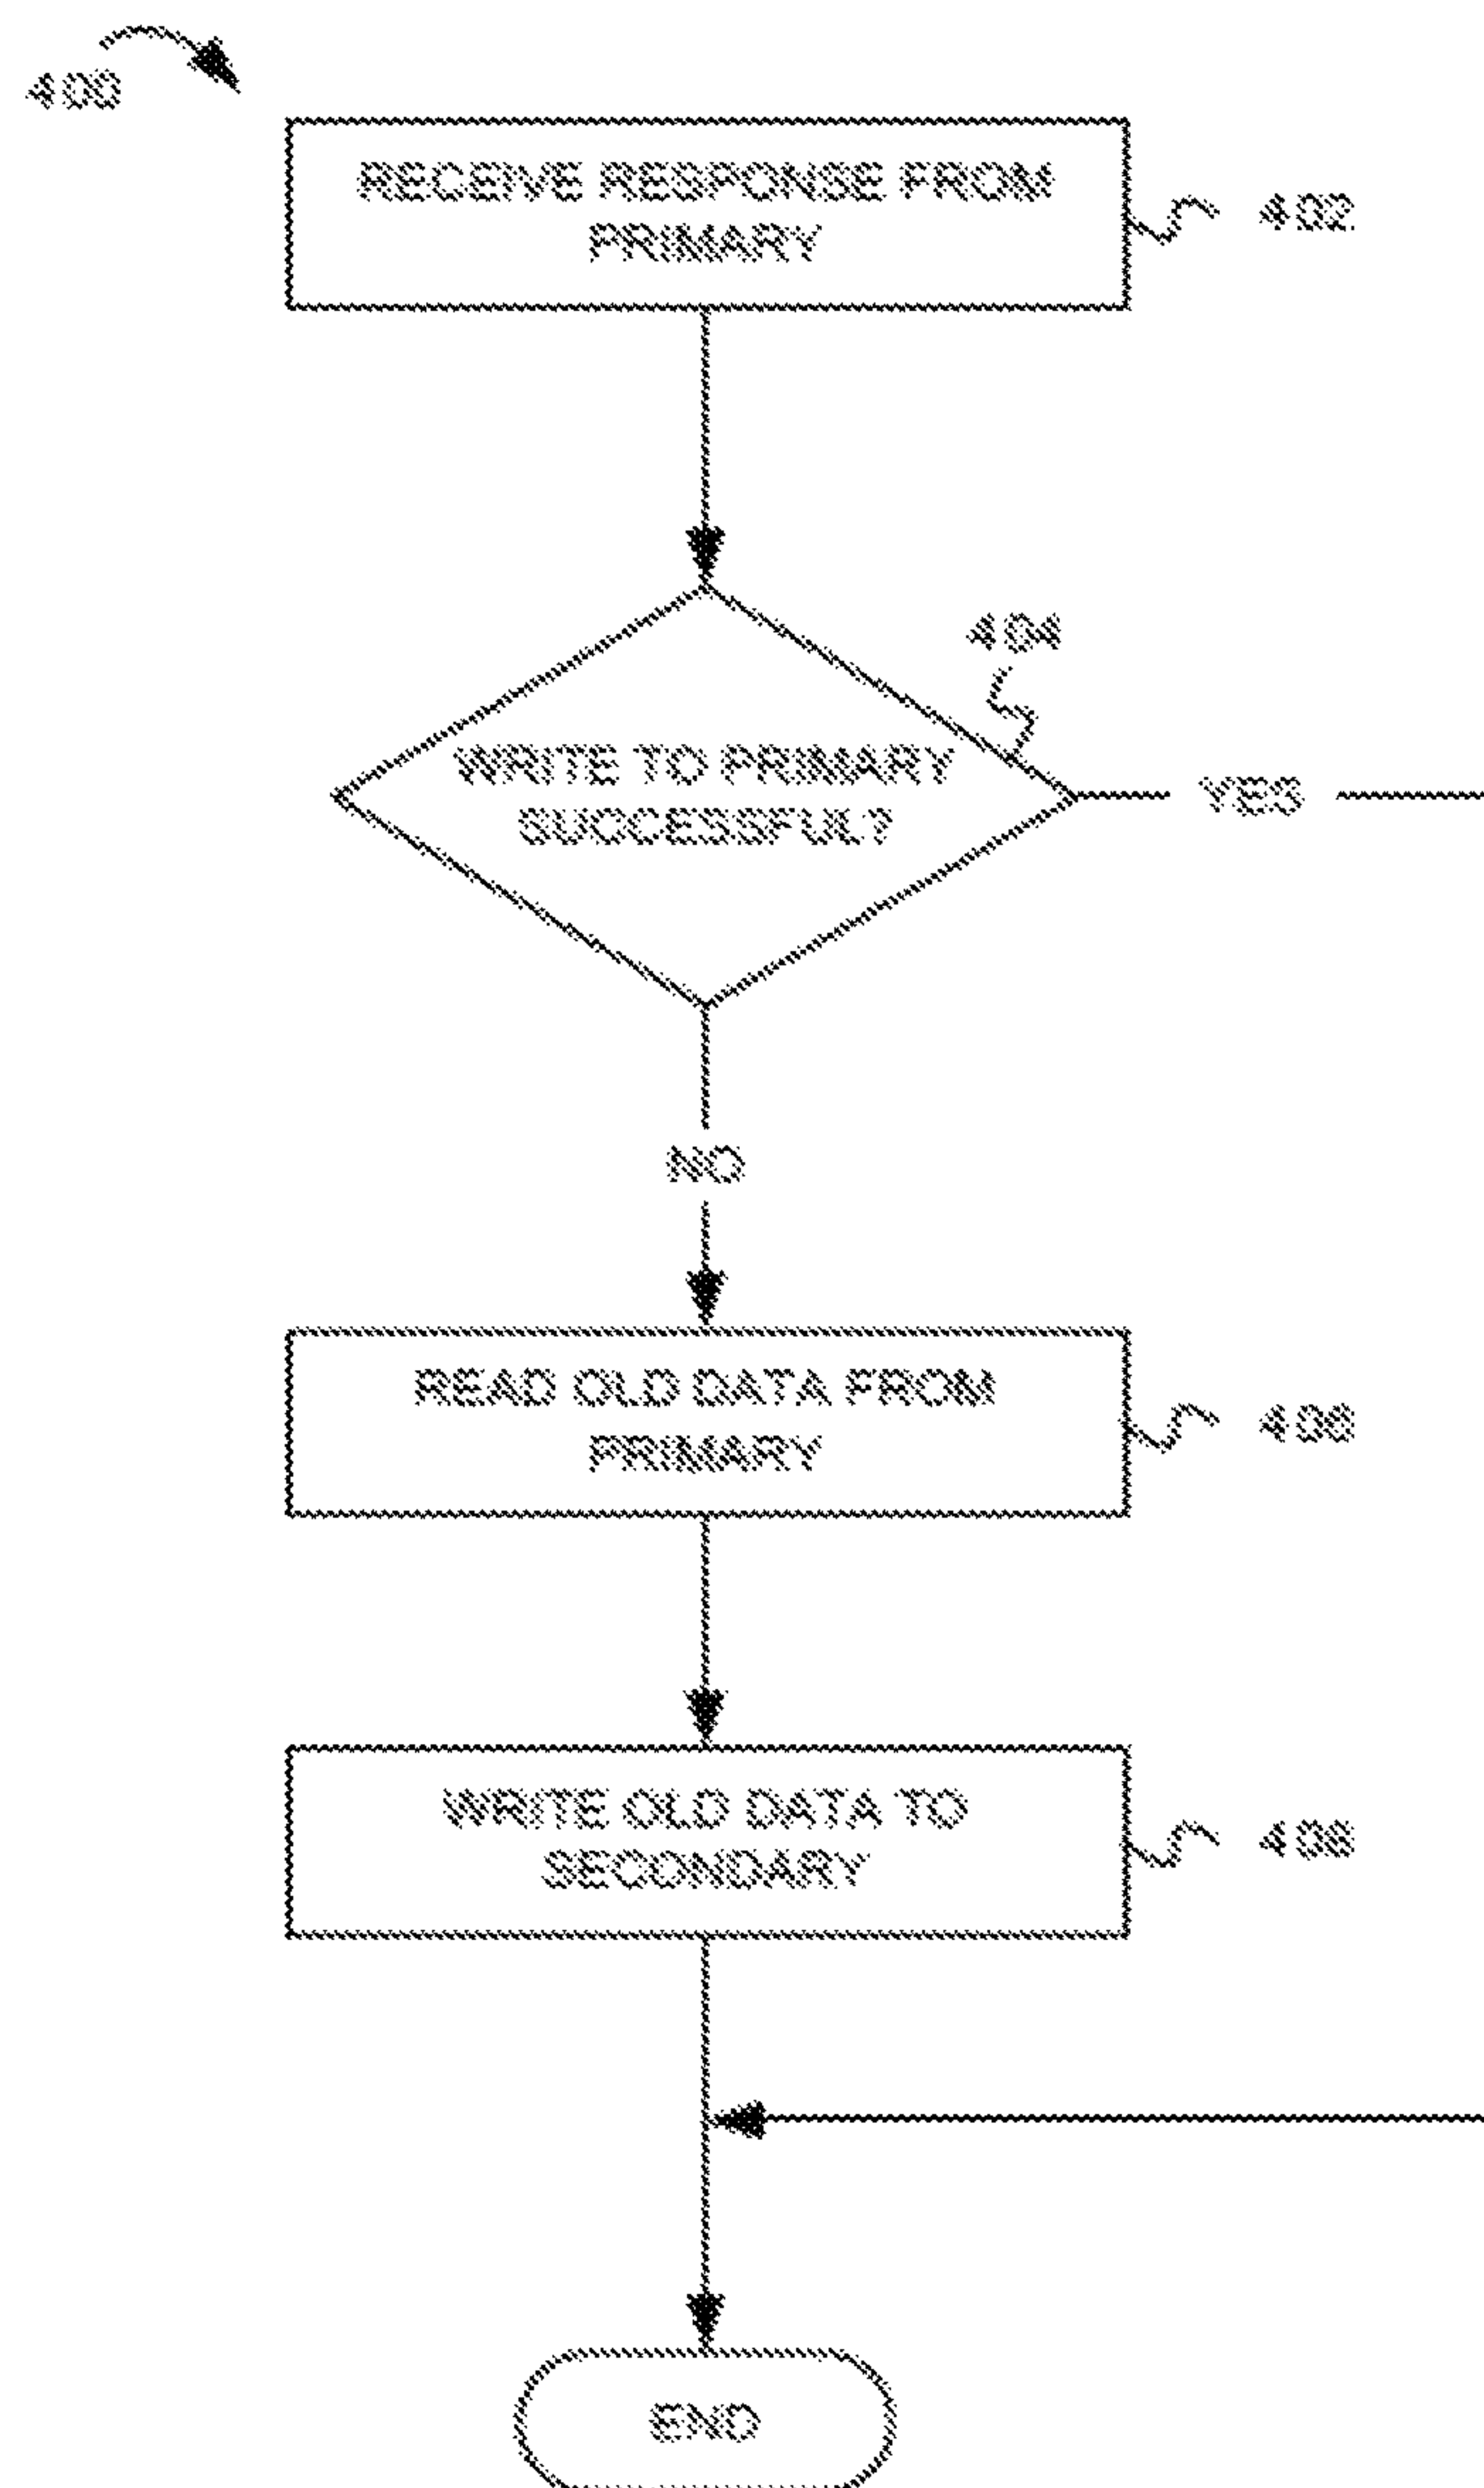 400
RECEIVE RESPONSE FROM
PRIMARY
402
404
WRITE TO PRIMARY
SUCCESSFUL?
YES
NO
READ OLD DATA FROM
PRIMARY
406
WRITE OLD DATA TO
SECONDARY
408
END